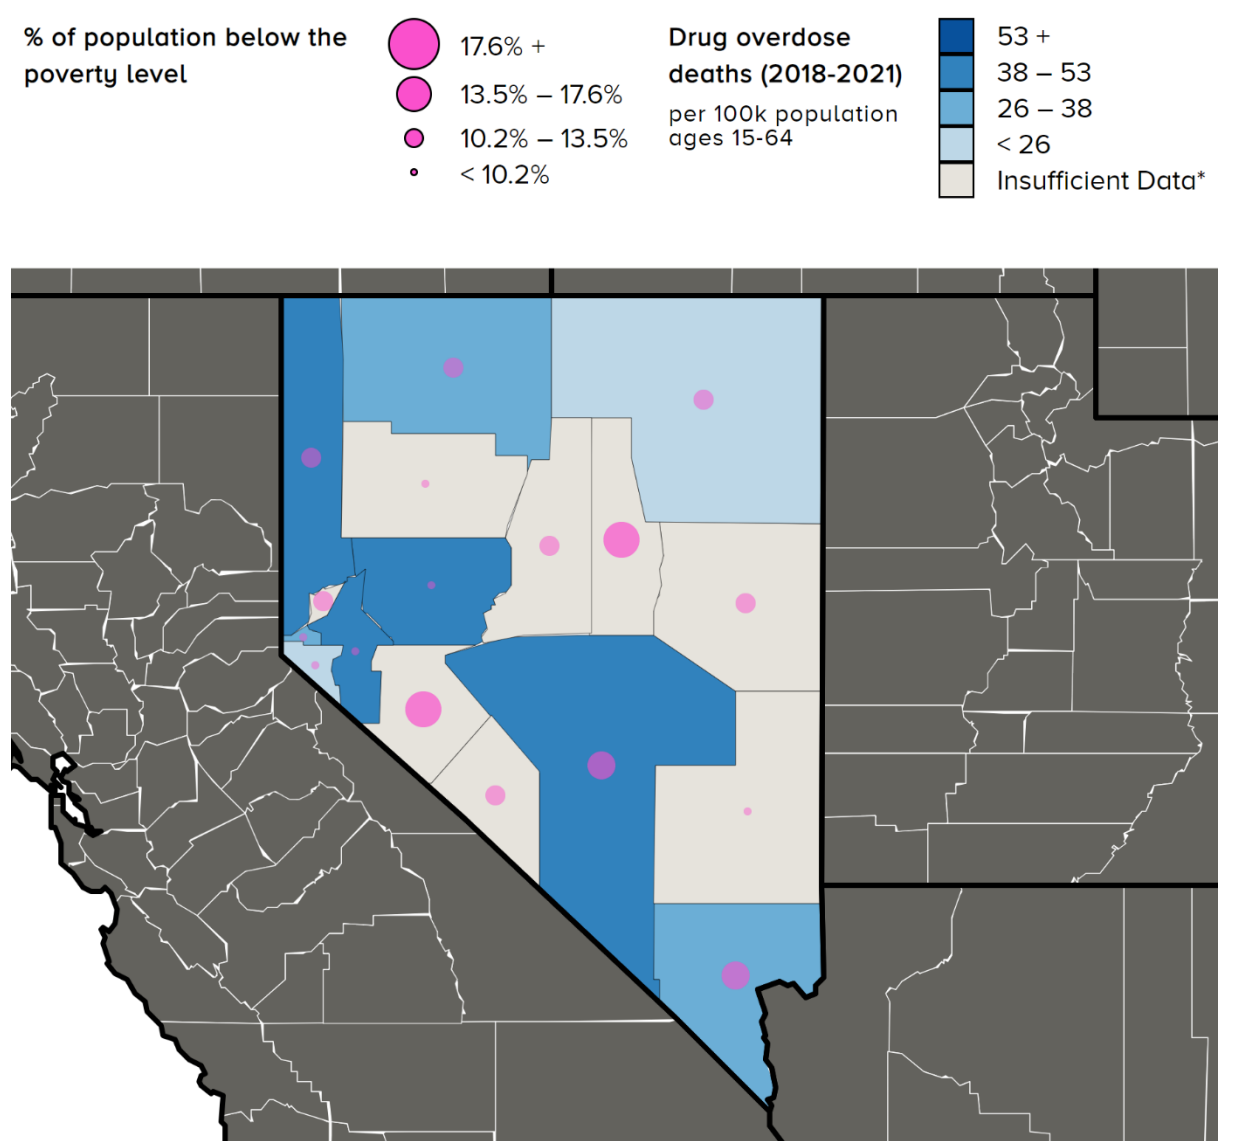 % of population below the
poverty level
17.6% +
13.5% – 17.6%
10.2% – 13.5%
< 10.2%
Drug overdose
deaths (2018-2021)
per 100k population
ages 15-64
53 +
38 – 53
26 – 38
< 26
Insufficient Data*